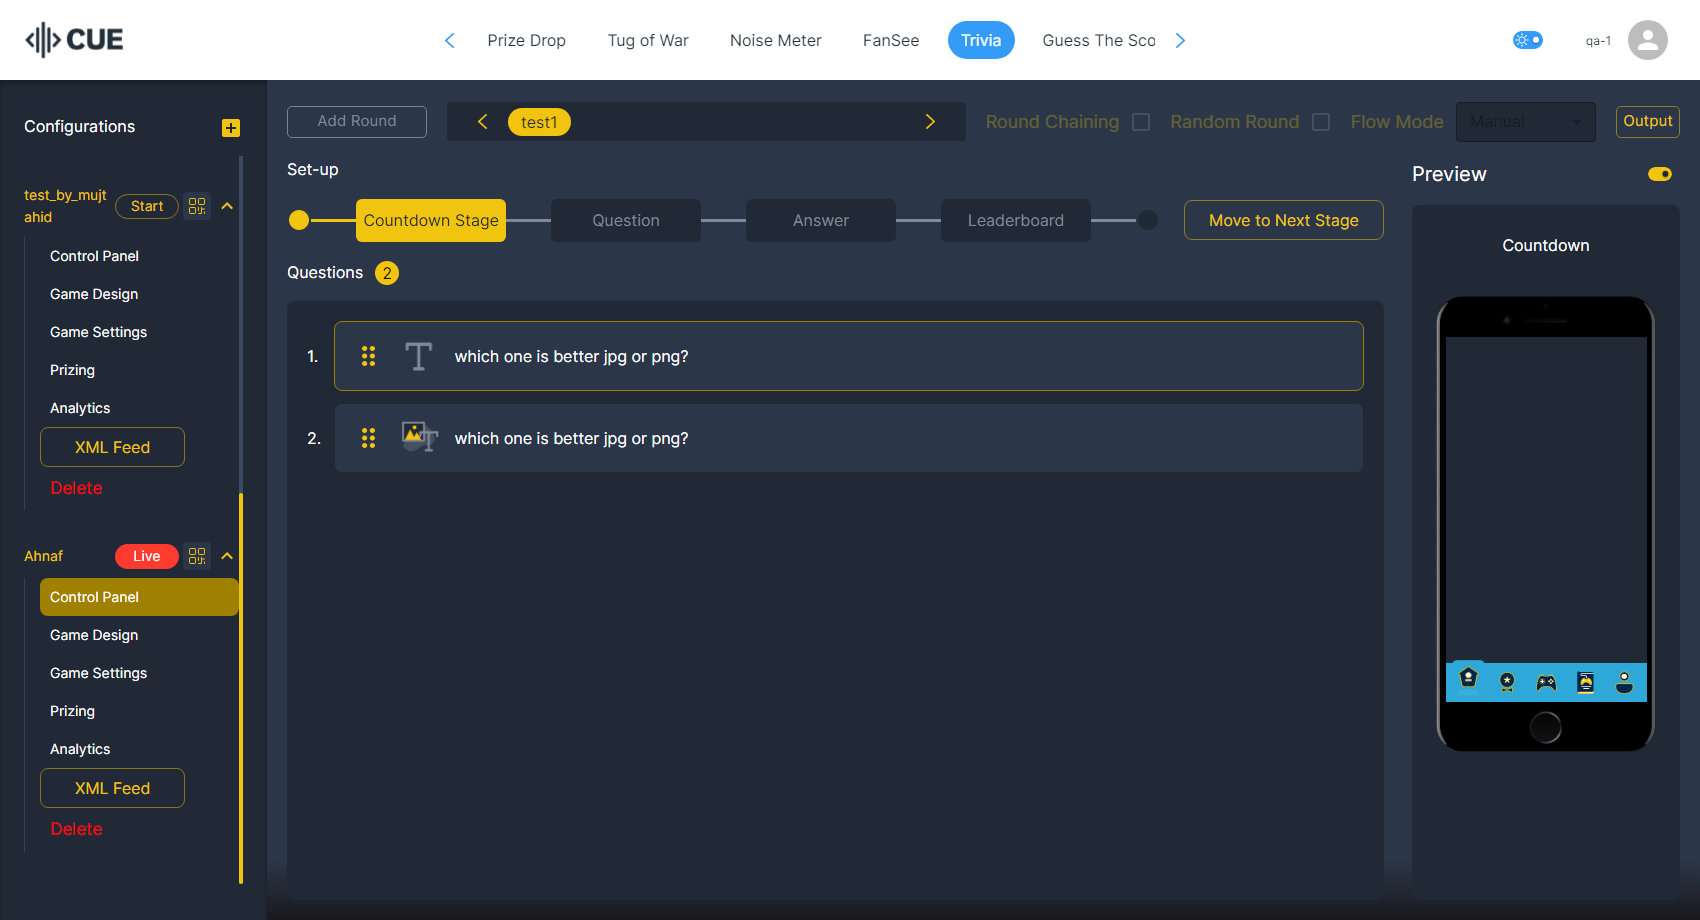 CUE
Prize Drop
Tug of War
Noise Meter
FanSee
Trivia
Guess The Sco
qa-1
Configurations
test_by_mujt
ahid
Start
Control Panel
Game Design
Game Settings
Prizing
Analytics
XML Feed
Delete
Ahnaf
Live
Control Panel
Game Design
Game Settings
Prizing
Analytics
XML Feed
Delete
Add Round
test1
Round Chaining
Random Round
Flow Mode
Manual
Output
Set-up
Countdown Stage
Question
Answer
Leaderboard
Move to Next Stage
Questions 2
1. which one is better jpg or png?
2. which one is better jpg or png?
Preview
Countdown